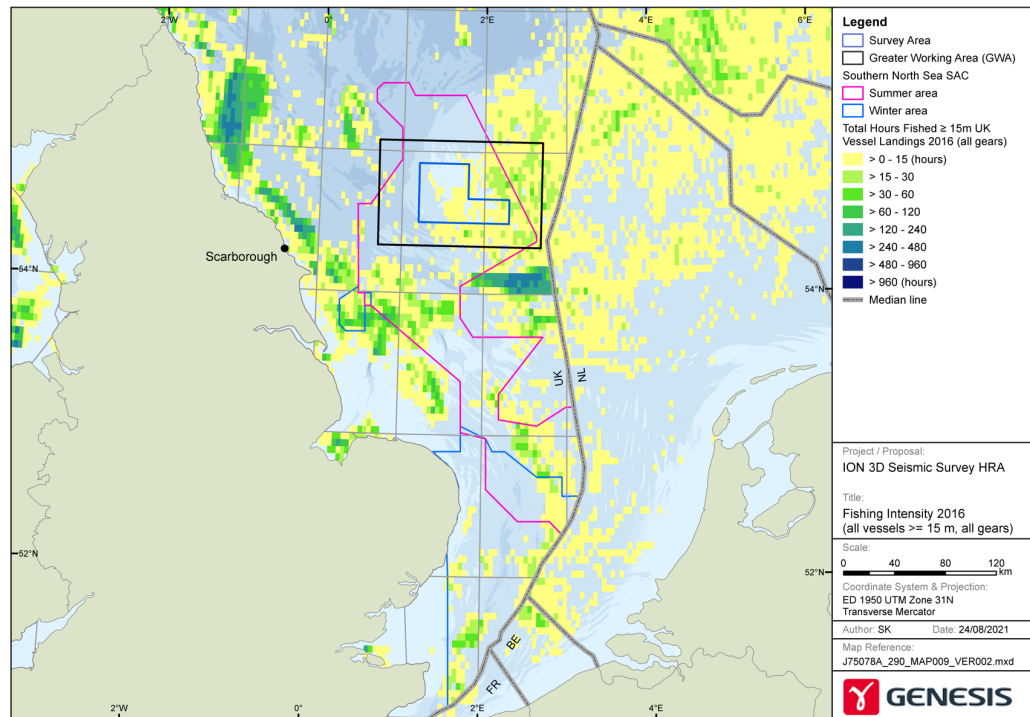 2°W
0°
2°E
4°E
6°E
Scarborough
54°N
54°N
UK
NL
52°N
52°N
BE
FR
2°W
0°
2°E
4°E
Legend
Survey Area
Greater Working Area (GWA)
Southern North Sea SAC
Summer area
Winter area
Total Hours Fished ≥ 15m UK
Vessel Landings 2016 (all gears)
> 0 - 15 (hours)
> 15 - 30
> 30 - 60
> 60 - 120
> 120 - 240
> 240 - 480
> 480 - 960
> 960 (hours)
Median line
Project / Proposal:
ION 3D Seismic Survey HRA
Title:
Fishing Intensity 2016
(all vessels >= 15 m, all gears)
Scale:
0 40 80 120
km
Coordinate System & Projection:
ED 1950 UTM Zone 31N
Transverse Mercator
Author: SK Date: 24/08/2021
Map Reference:
J75078A_290_MAP009_VER002.mxd
GENESIS